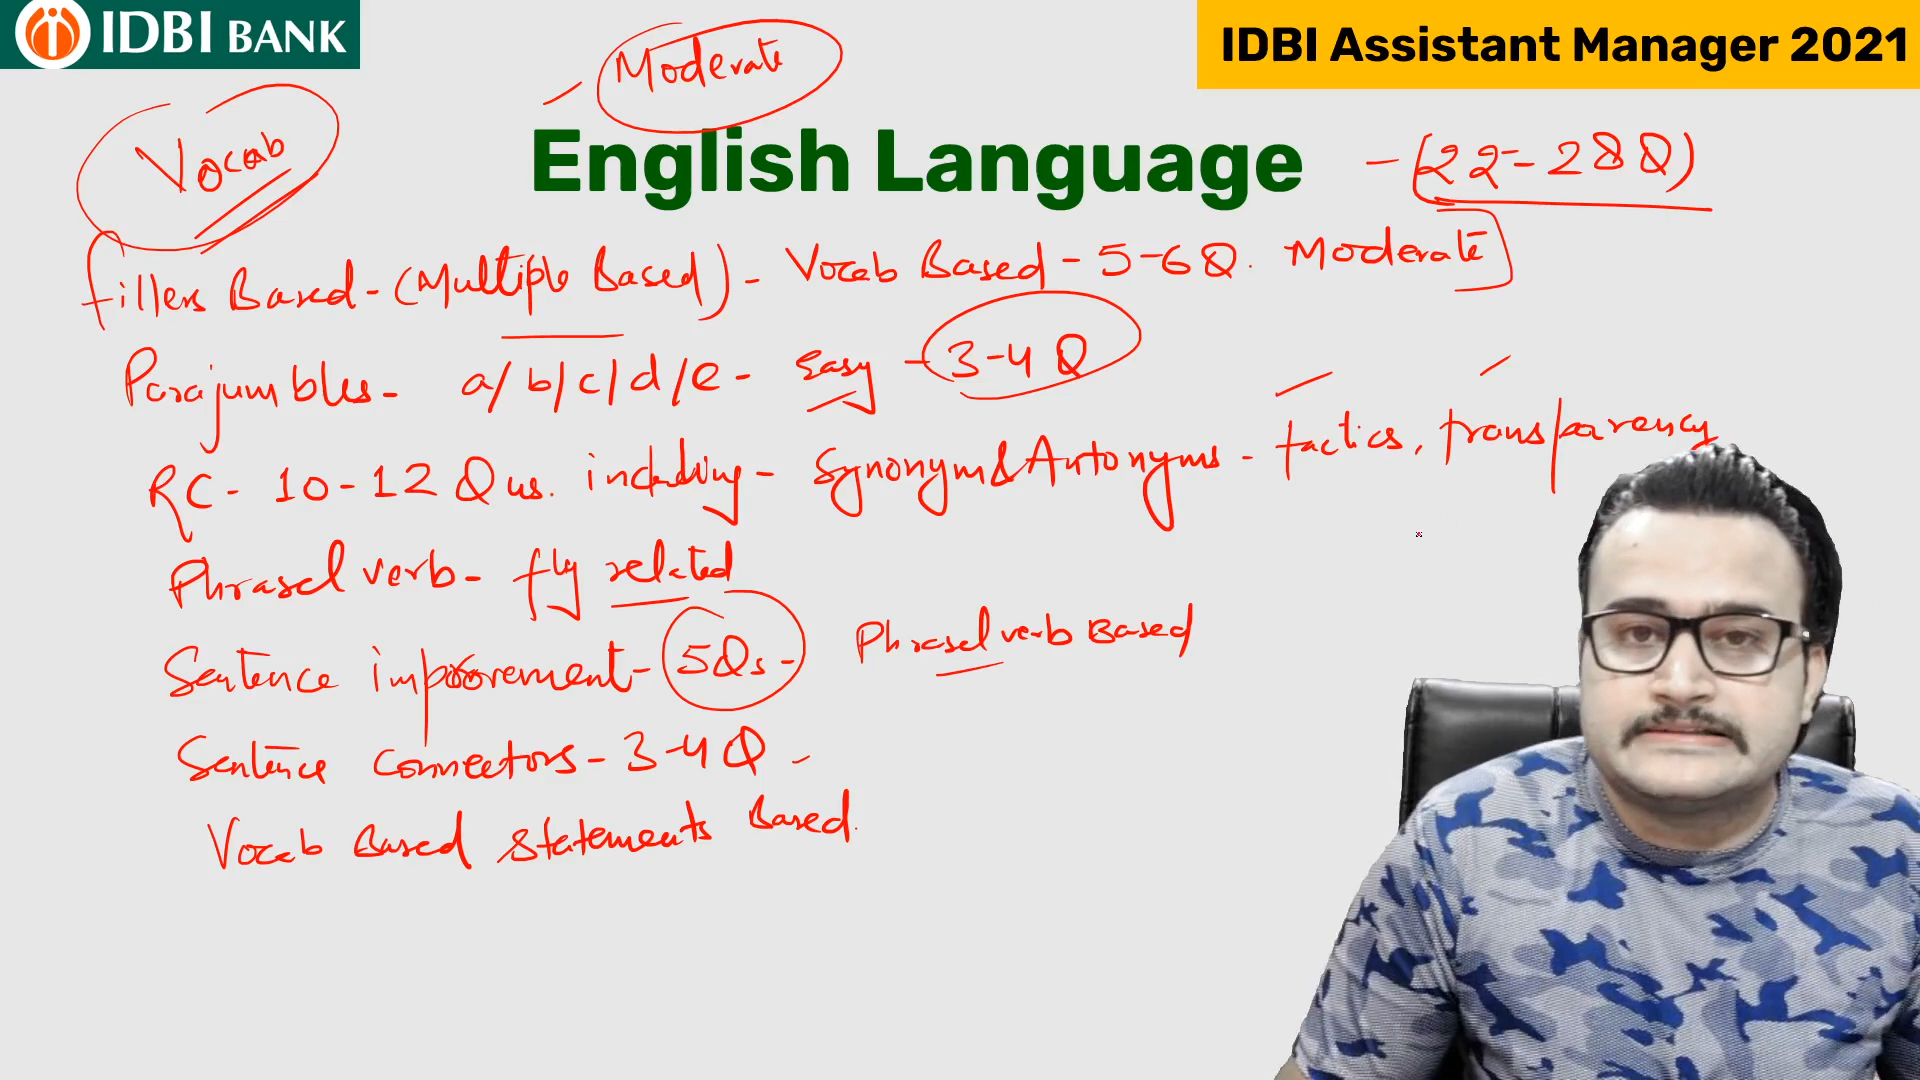 IDBI BANK
IDBI Assistant Manager 2021
- Moderate
Vocab
English Language - (22-28Q)
Fillers Based - (Multiple Based) - Vocab Based - 5-6Q. Moderate
Parajumbles - a/b/c/d/e - Easy - 3-4 Q
RC - 10-12 Qus. including - Synonym & Antonyms - tactics, transparency
Phrasel verb - fly related
Sentence improvement - 5Qs - Phrasel verb Based
Sentence connectors - 3-4 Q -
Vocab Based Statements Based.